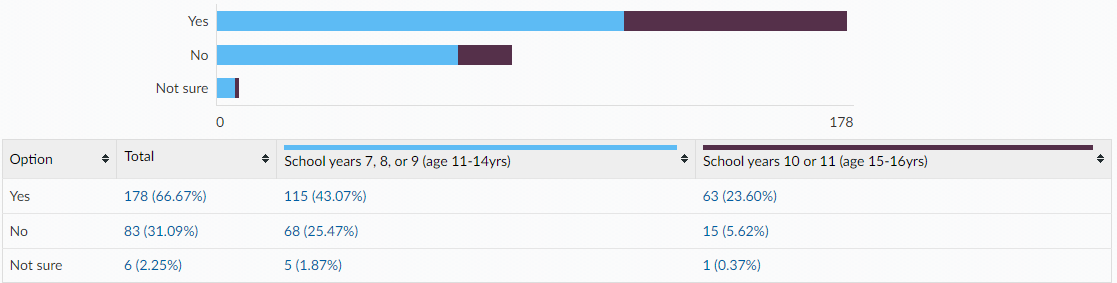 Yes
No
Not sure
0 178
Option Total School years 7, 8, or 9 (age 11-14yrs) School years 10 or 11 (age 15-16yrs)
Yes 178 (66.67%) 115 (43.07%) 63 (23.60%)
No 83 (31.09%) 68 (25.47%) 15 (5.62%)
Not sure 6 (2.25%) 5 (1.87%) 1 (0.37%)